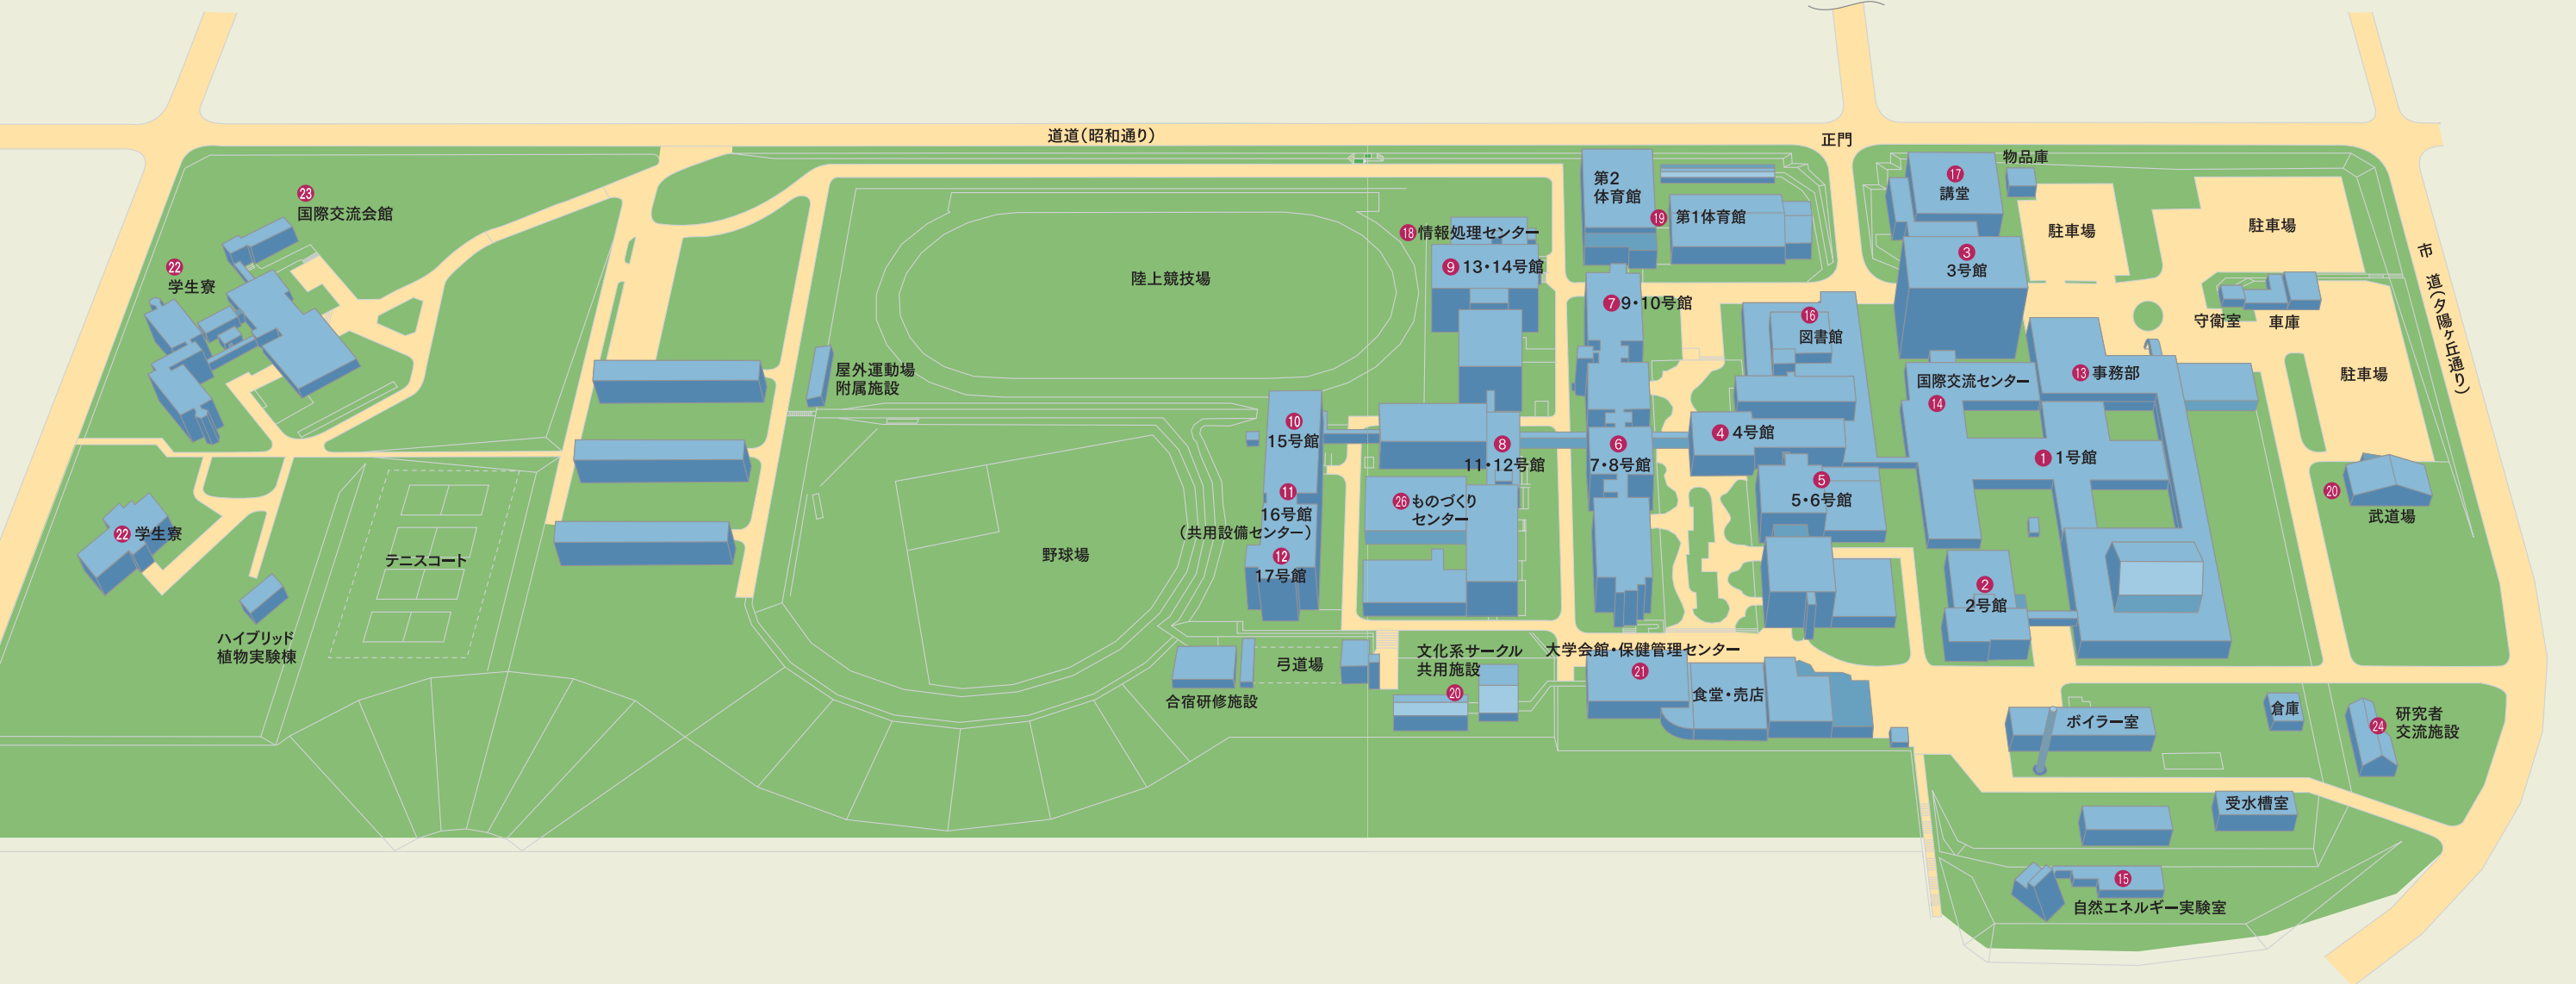 道道(昭和通り)
正門
物品庫
⑰
講堂
㉓
国際交流会館
第2
体育館
⑲ 第1体育館
駐車場
駐車場
⑱情報処理センター
③
3号館
市道(夕陽ヶ丘通り)
㉒
学生寮
⑨ 13・14号館
陸上競技場
⑦ 9・10号館
⑯
図書館
守衛室
車庫
屋外運動場
附属施設
国際交流センター
⑭
⑬ 事務部
駐車場
⑩
15号館
④ 4号館
⑧
11・12号館
⑥
7・8号館
① 1号館
⑤
5・6号館
⑳
武道場
⑪
16号館
(共用設備センター)
㉖ ものづくり
センター
㉒ 学生寮
テニスコート
野球場
⑫
17号館
②
2号館
ハイブリッド
植物実験棟
弓道場
文化系サークル
共用施設
⑳
大学会館・保健管理センター
㉑
食堂・売店
合宿研修施設
ボイラー室
倉庫
㉔ 研究者
交流施設
受水槽室
⑮
自然エネルギー実験室